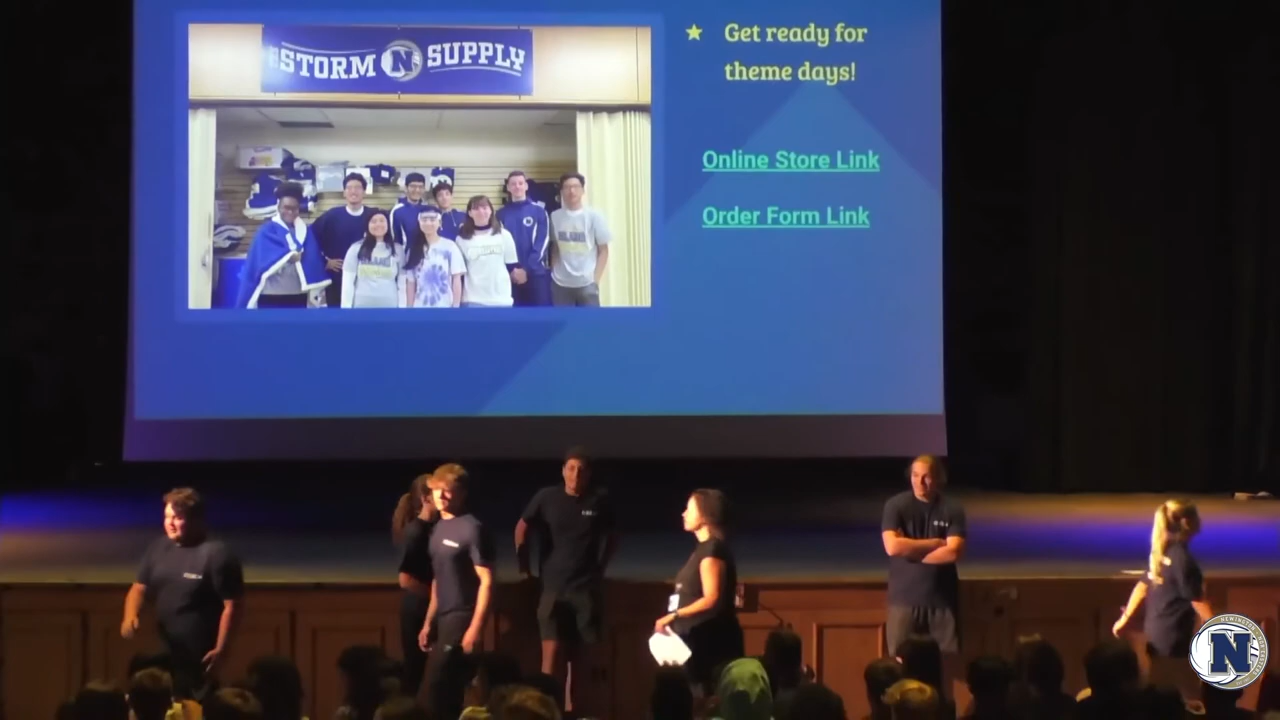 STORM N SUPPLY
★ Get ready for
theme days!
Online Store Link
Order Form Link
N